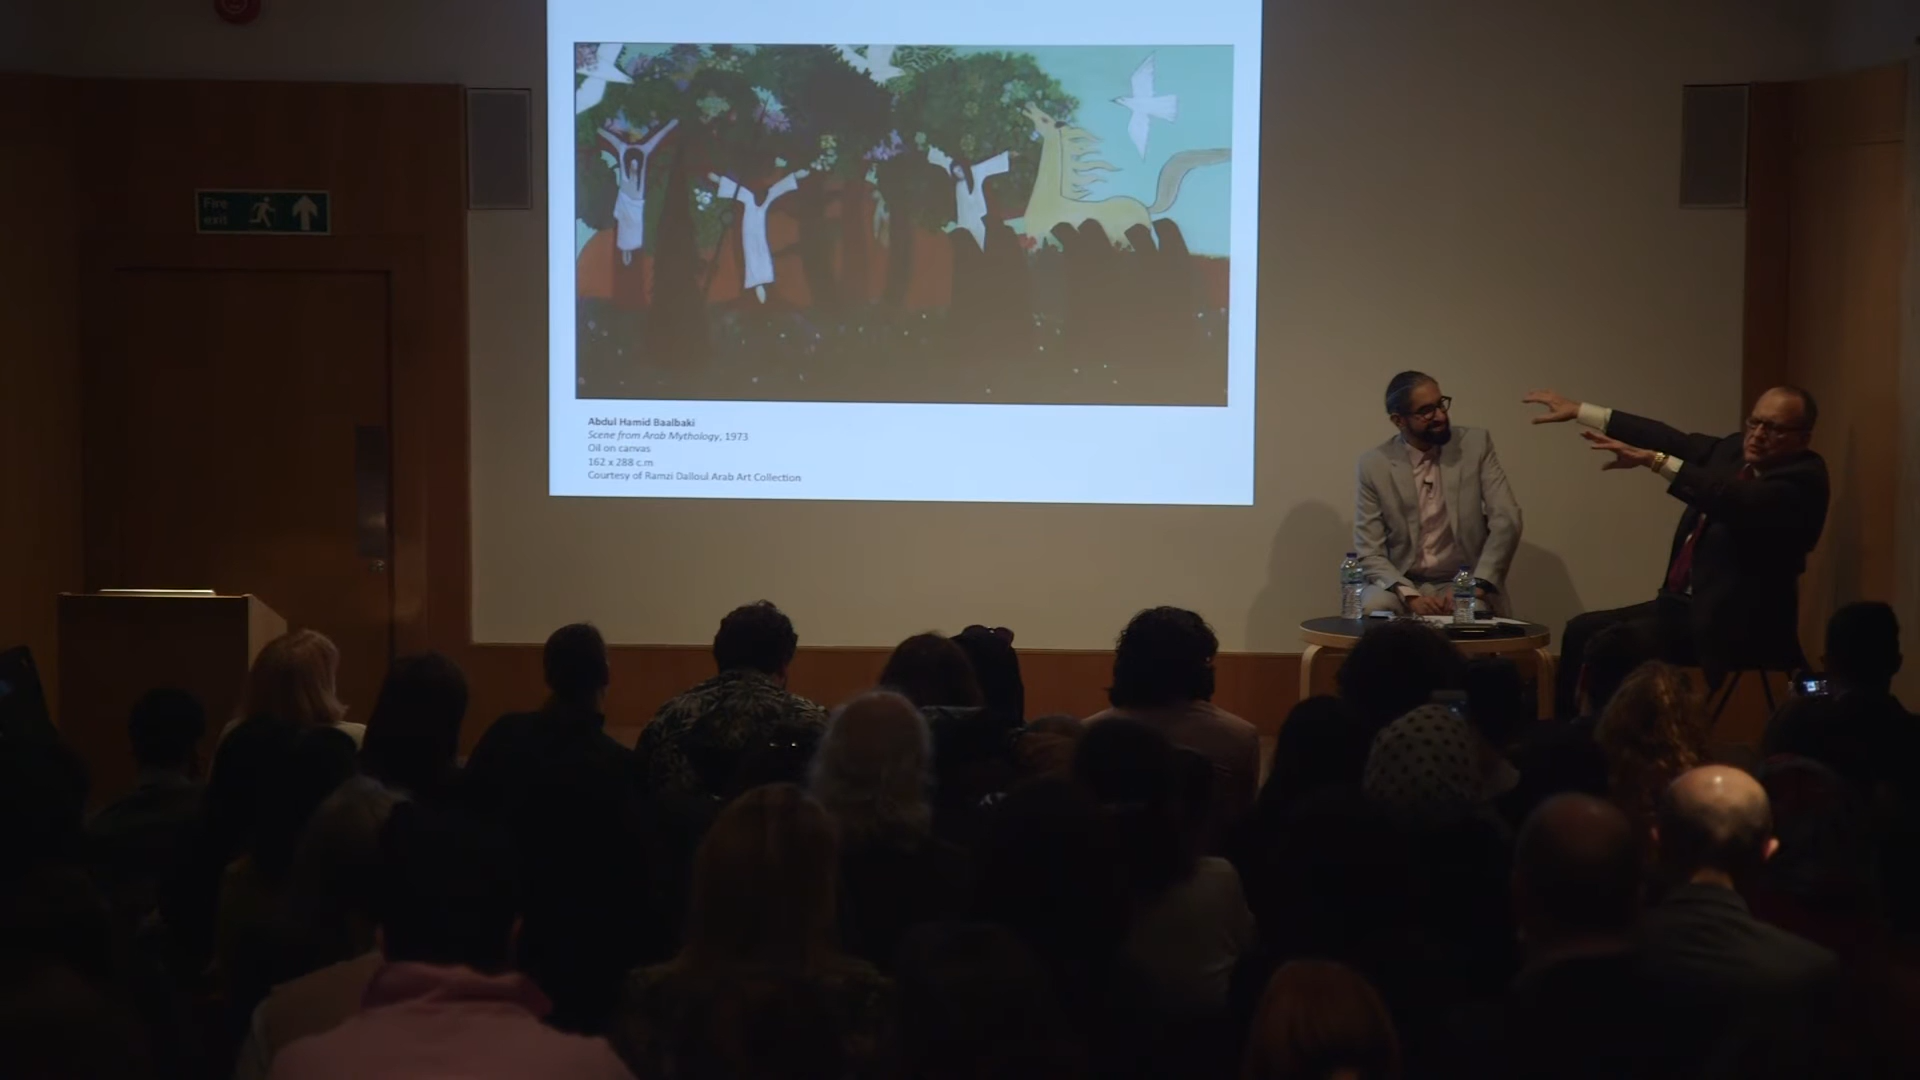 Fire
exit
Abdul Hamid Baalbaki
Scene from Arab Mythology, 1973
Oil on canvas
162 x 288 c.m
Courtesy of Ramzi Dalloul Arab Art Collection